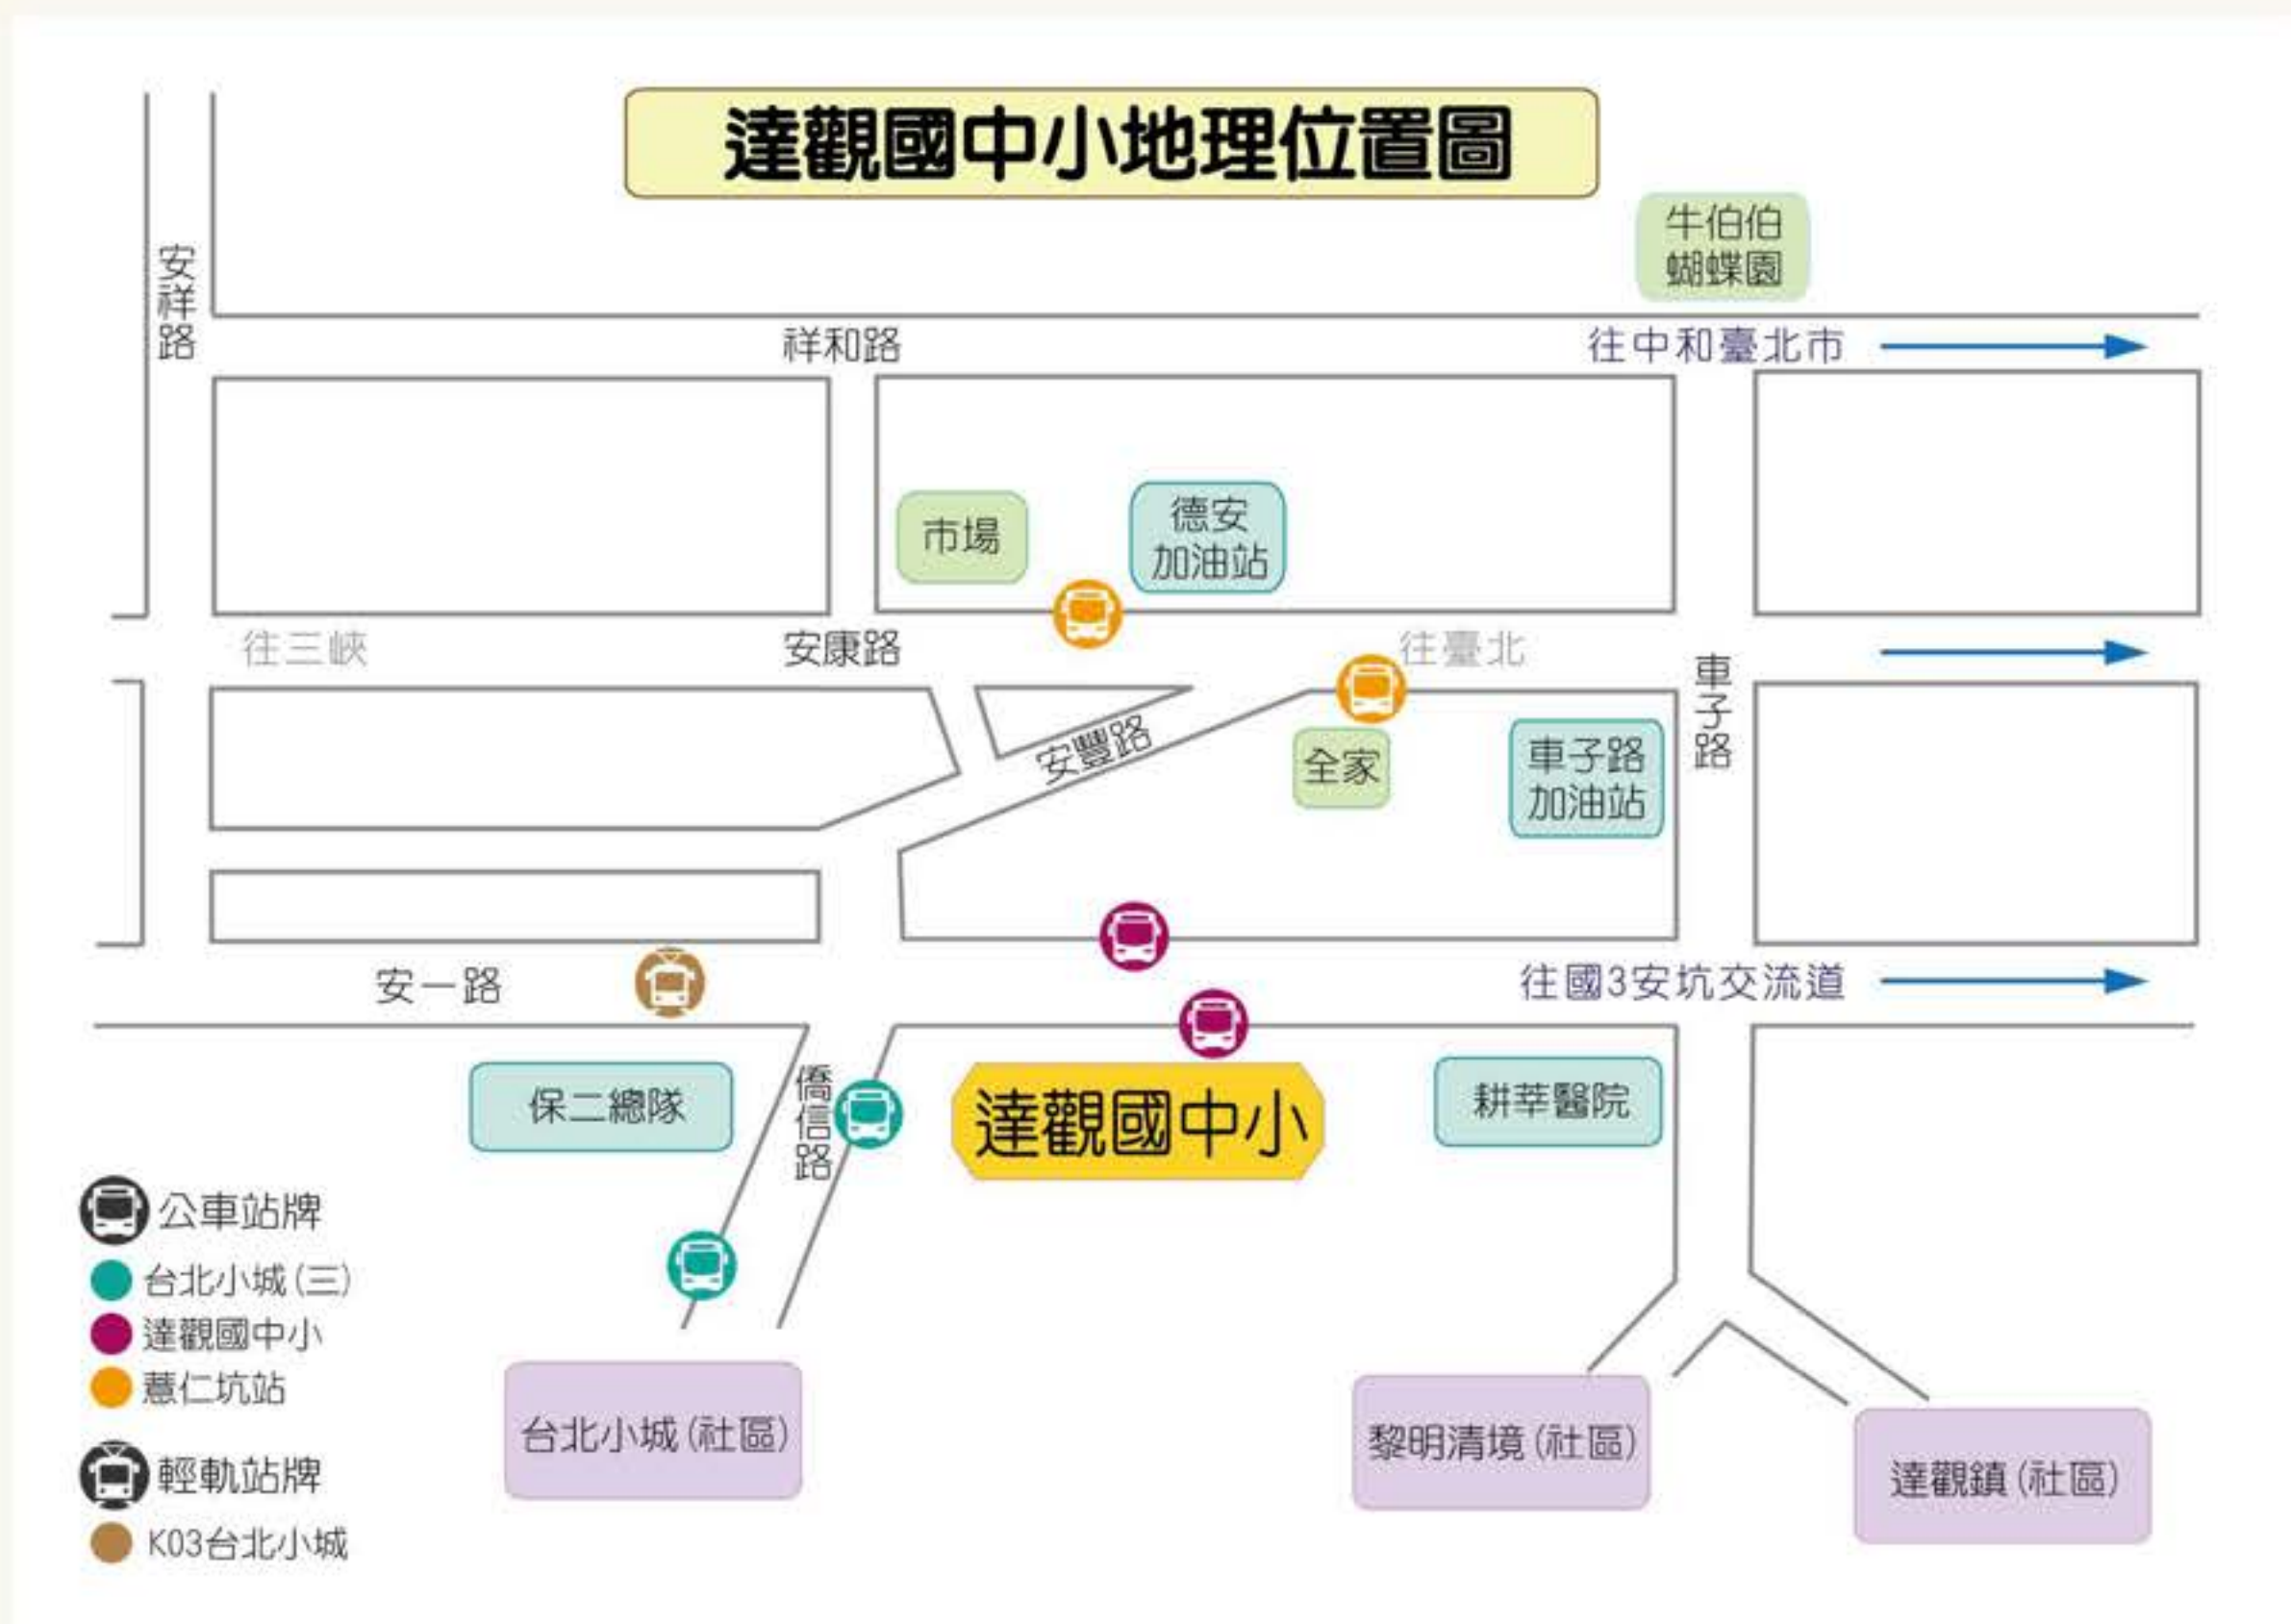 達觀國中小地理位置圖
牛伯伯
蝴蝶園
安祥路
祥和路
往中和臺北市
市場
德安
加油站
往三峽
安康路
往臺北
車子路
安豐路
全家
車子路
加油站
安一路
往國3安坑交流道
保二總隊
僑信路
達觀國中小
耕莘醫院
公車站牌
台北小城(三)
達觀國中小
薏仁坑站
輕軌站牌
K03台北小城
台北小城(社區)
黎明清境(社區)
達觀鎮(社區)